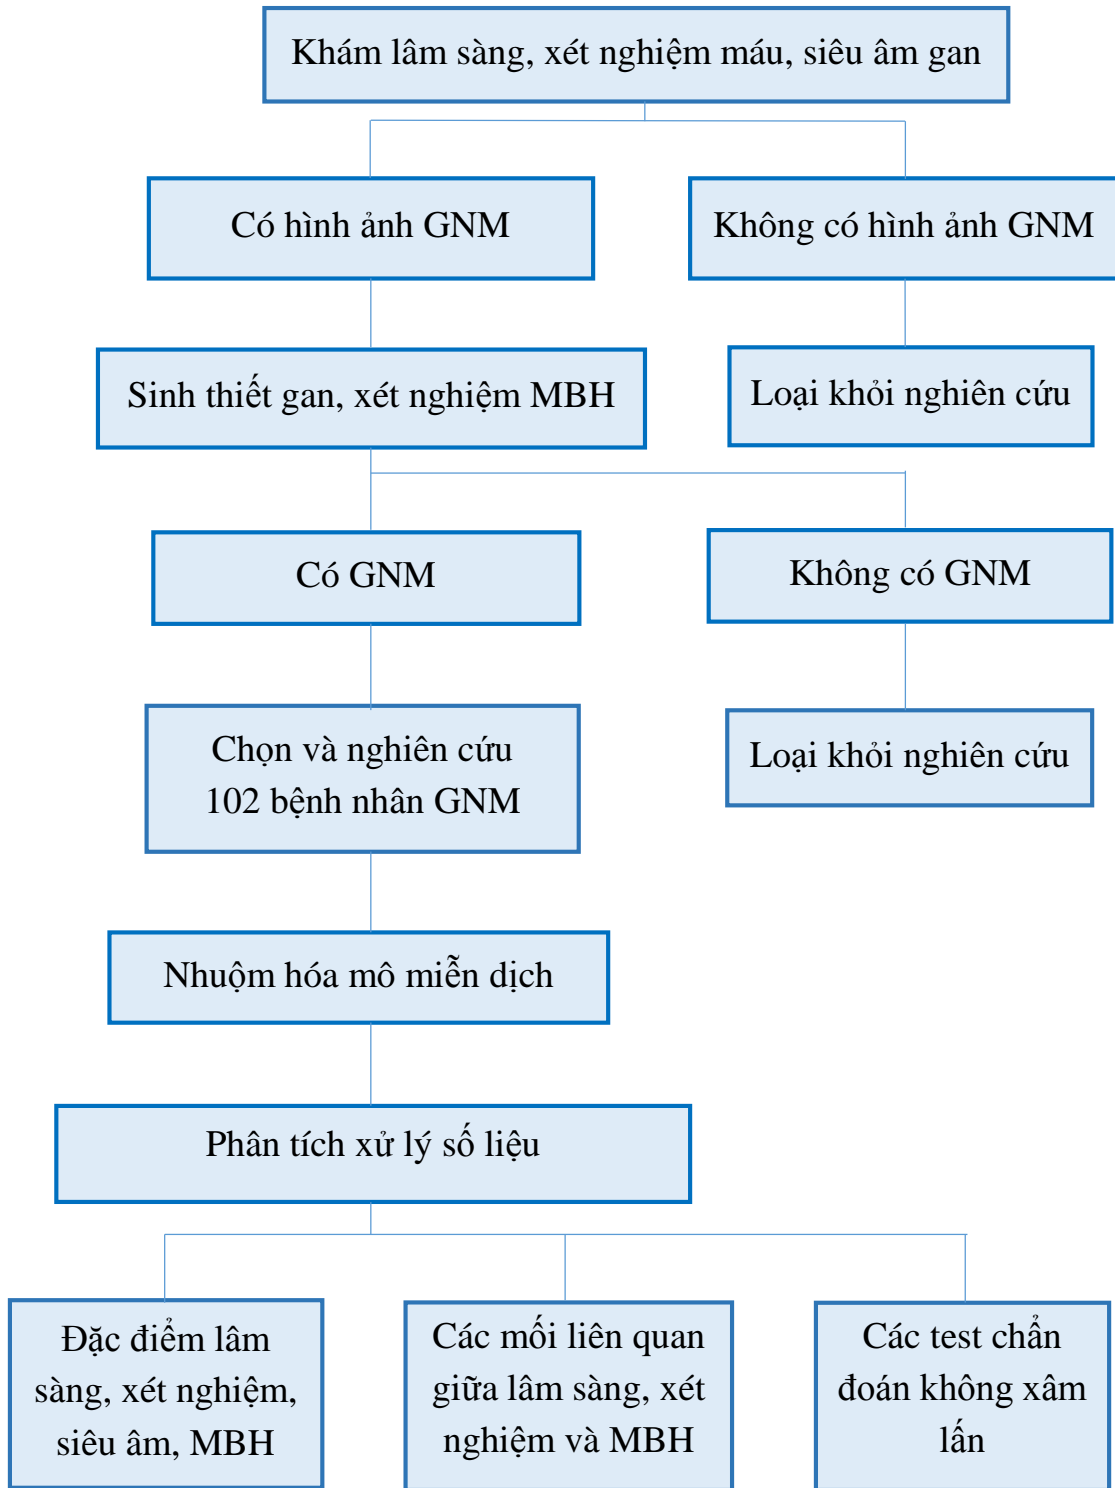 Khám lâm sàng, xét nghiệm máu, siêu âm gan
Có hình ảnh GNM
Không có hình ảnh GNM
Sinh thiết gan, xét nghiệm MBH
Loại khỏi nghiên cứu
Có GNM
Không có GNM
Chọn và nghiên cứu
102 bệnh nhân GNM
Loại khỏi nghiên cứu
Nhuộm hóa mô miễn dịch
Phân tích xử lý số liệu
Đặc điểm lâm
sàng, xét nghiệm,
siêu âm, MBH
Các mối liên quan
giữa lâm sàng, xét
nghiệm và MBH
Các test chẩn
đoán không xâm
lấn